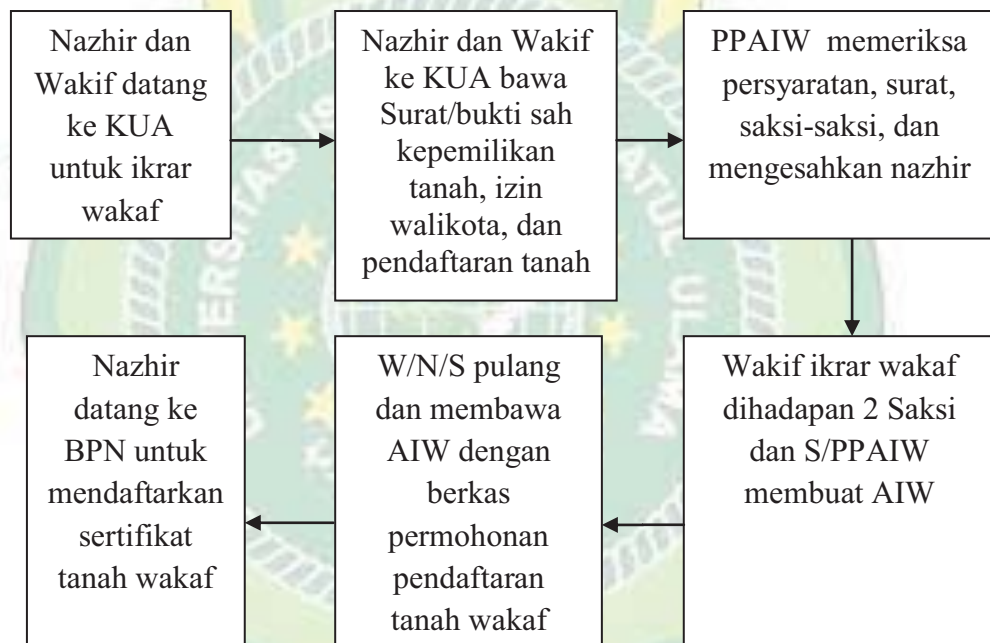 Nazhir dan
Wakif datang
ke KUA
untuk ikrar
wakaf
Nazhir dan Wakif
ke KUA bawa
Surat/bukti sah
kepemilikan
tanah, izin
walikota, dan
pendaftaran tanah
PPAIW memeriksa
persyaratan, surat,
saksi-saksi, dan
mengesahkan nazhir
Wakif ikrar wakaf
dihadapan 2 Saksi
dan S/PPAIW
membuat AIW
W/N/S pulang
dan membawa
AIW dengan
berkas
permohonan
pendaftaran
tanah wakaf
Nazhir
datang ke
BPN untuk
mendaftarkan
sertifikat
tanah wakaf